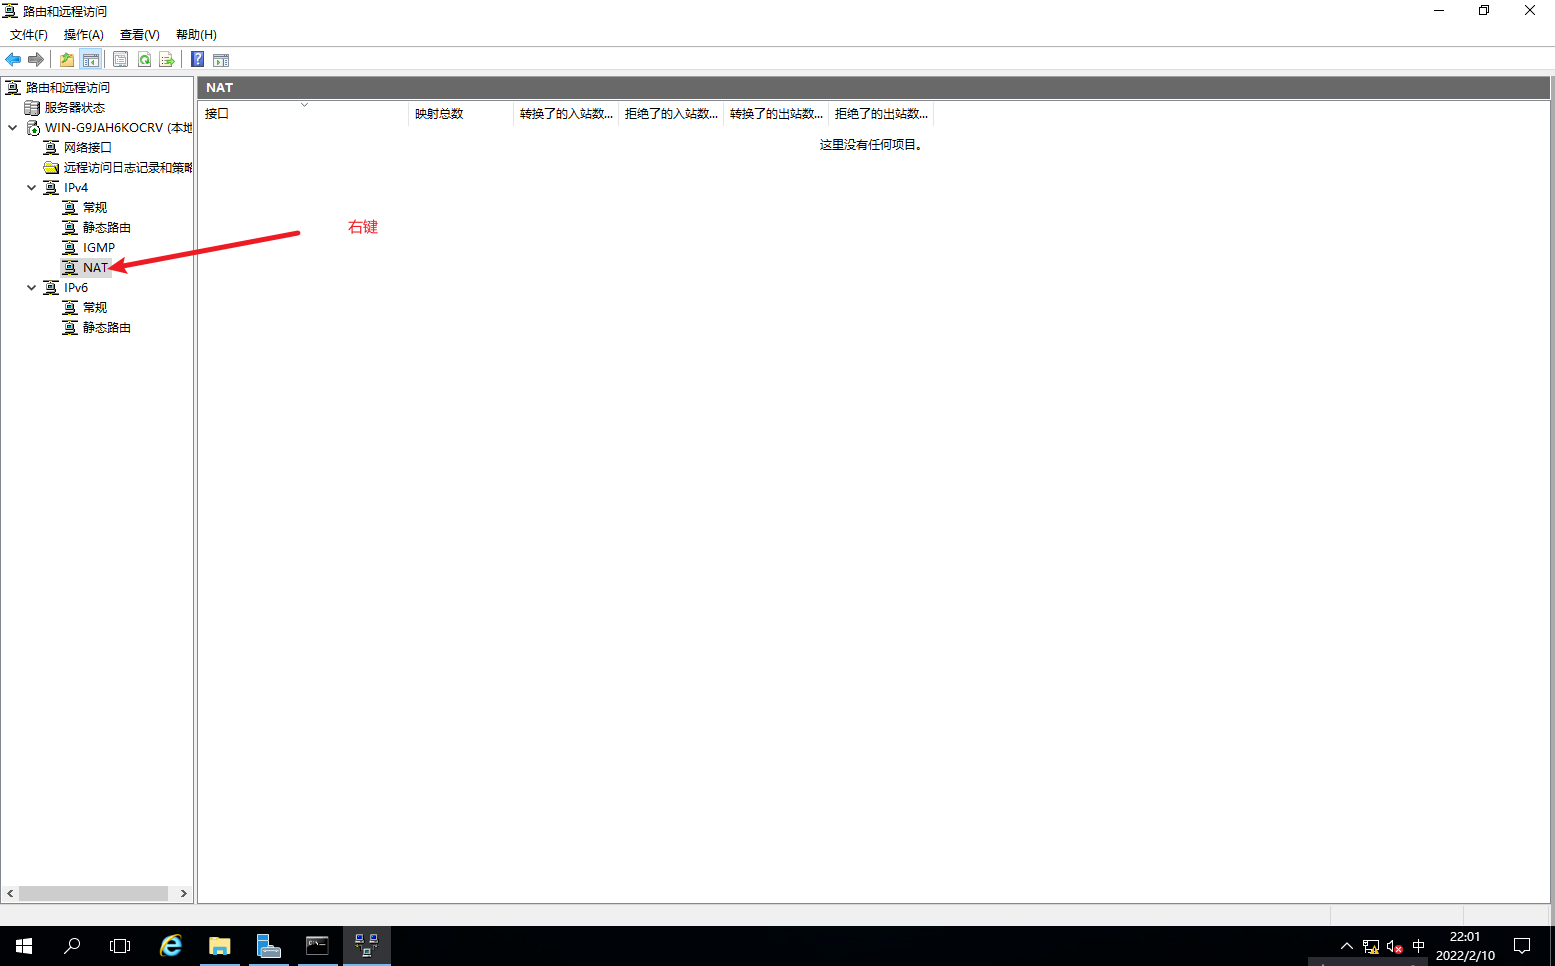 路由和远程访问
文件(F) 操作(A) 查看(V) 帮助(H)
路由和远程访问
服务器状态
WIN-G9JAH6KOCRV (本地
网络接口
远程访问日志记录和策略
IPv4
常规
静态路由
IGMP
NAT
IPv6
常规
静态路由
NAT
接口 映射总数 转换了的入站数... 拒绝了的入站数... 转换了的出站数... 拒绝了的出站数...
这里没有任何项目。
右键
中
22:01
2022/2/10